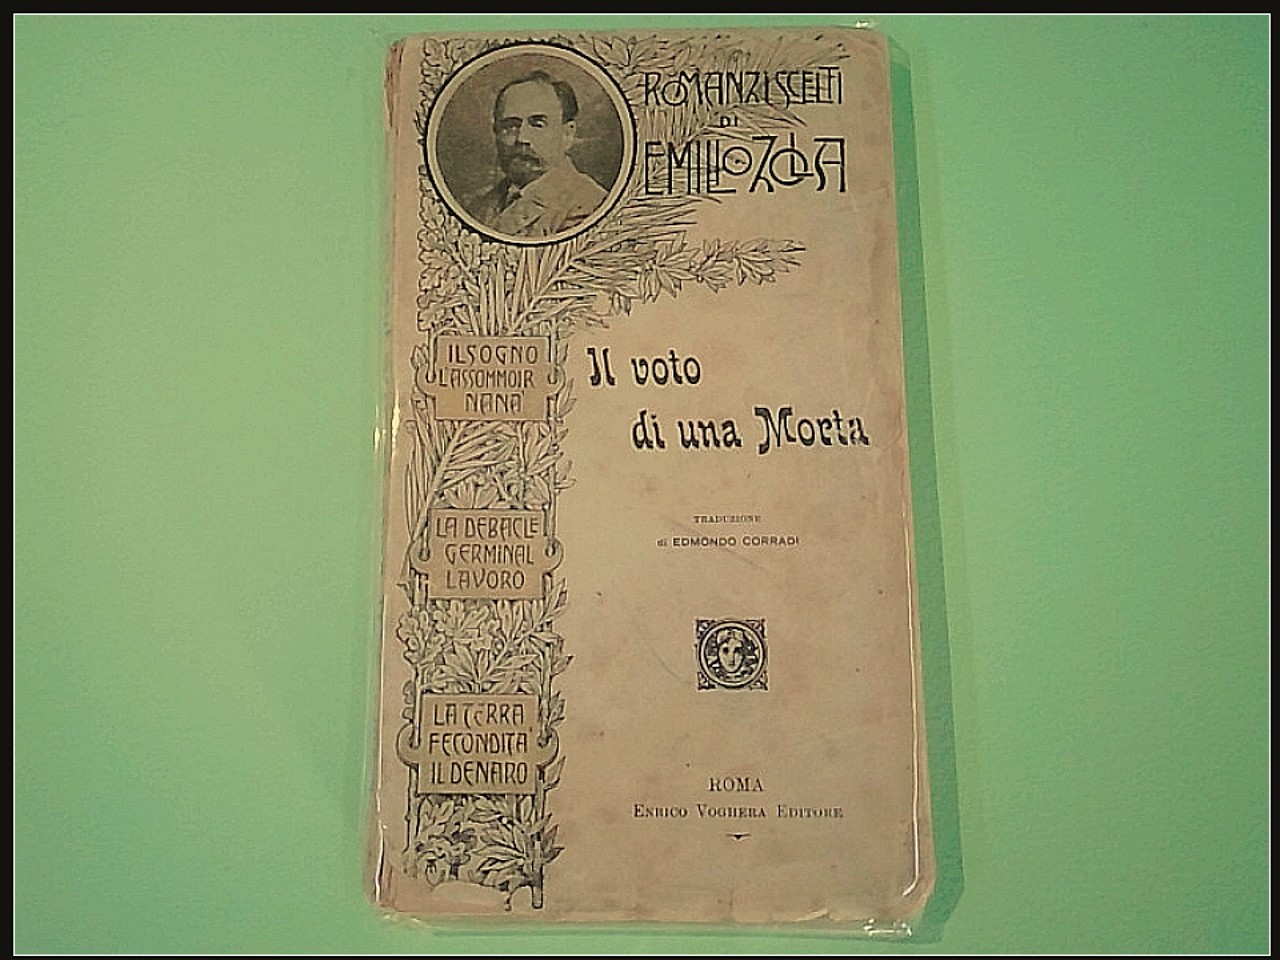 ROMANZI SCELTI
DI
EMILIO ZOLA
IL SOGNO
L'ASSOMMOIR
NANA'
LA DEBACLE
GERMINAL
LAVORO
LA TERRA
FECONDITA'
IL DENARO
Il voto
di una Morta
TRADUZIONE
di EDMONDO CORRADI
ROMA
ENRICO VOGHERA EDITORE